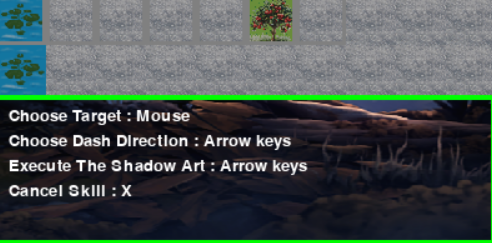 Choose Target : Mouse
Choose Dash Direction : Arrow keys
Execute The Shadow Art : Arrow keys
Cancel Skill : X